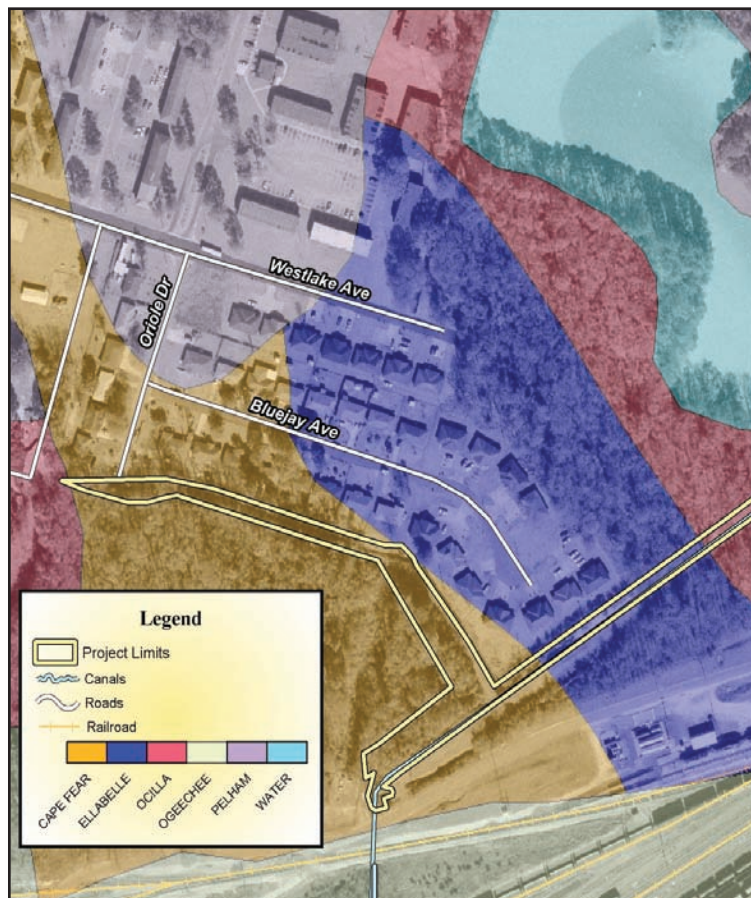 Westlake Ave
Oriole Dr
Bluejay Ave
Legend
Project Limits
Canals
Roads
Railroad
CAPE FEAR
ELLABELLE
OCILLA
OGEECHEE
PELHAM
WATER